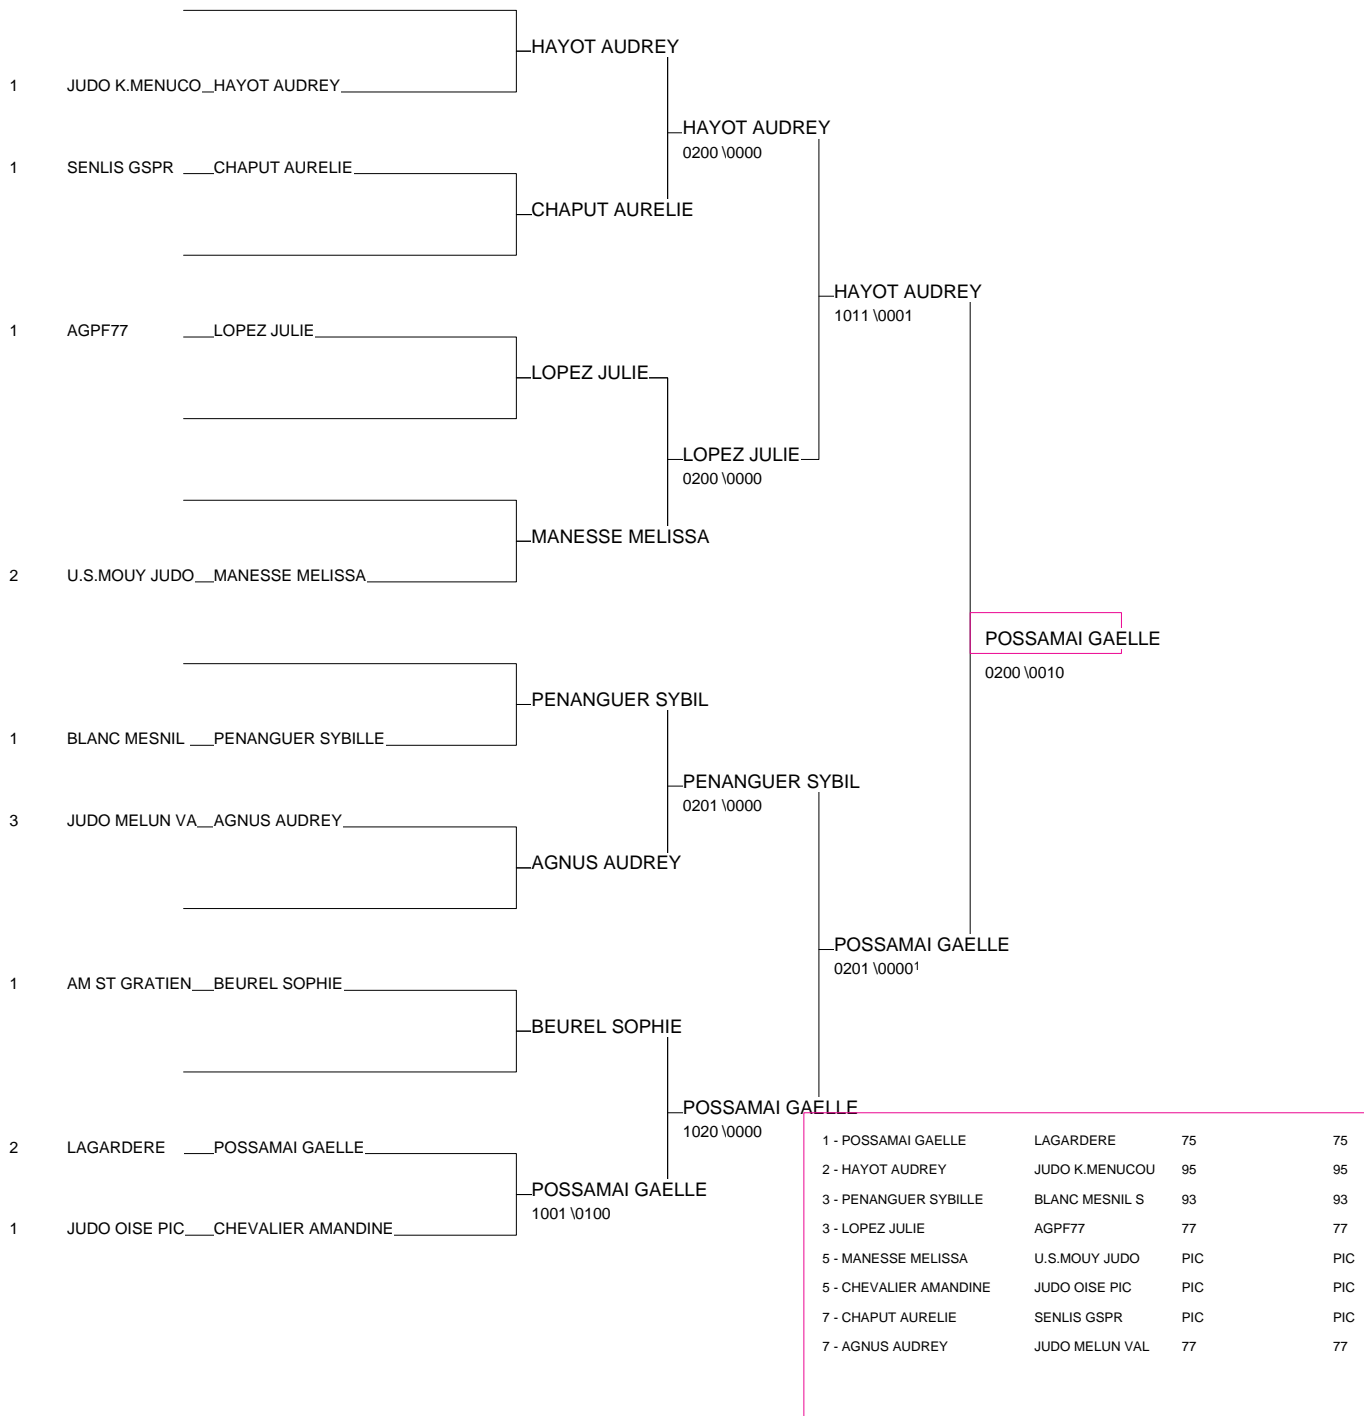 HAYOT AUDREY
1 JUDO K.MENUCO HAYOT AUDREY
HAYOT AUDREY
0200 \0000
1 SENLIS GSPR CHAPUT AURELIE
CHAPUT AURELIE
HAYOT AUDREY
1011 \0001
1 AGPF77 LOPEZ JULIE
LOPEZ JULIE
LOPEZ JULIE
0200 \0000
MANESSE MELISSA
2 U.S.MOUY JUDO MANESSE MELISSA
POSSAMAI GAELLE
0200 \0010
PENANGUER SYBIL
1 BLANC MESNIL PENANGUER SYBILLE
PENANGUER SYBIL
0201 \0000
3 JUDO MELUN VA AGNUS AUDREY
AGNUS AUDREY
POSSAMAI GAELLE
0201 \0000¹
1 AM ST GRATIEN BEUREL SOPHIE
BEUREL SOPHIE
POSSAMAI GAELLE
1020 \0000
2 LAGARDERE POSSAMAI GAELLE
POSSAMAI GAELLE
1001 \0100
1 JUDO OISE PIC CHEVALIER AMANDINE
1 - POSSAMAI GAELLE LAGARDERE 75 75
2 - HAYOT AUDREY JUDO K.MENUCOU 95 95
3 - PENANGUER SYBILLE BLANC MESNIL S 93 93
3 - LOPEZ JULIE AGPF77 77 77
5 - MANESSE MELISSA U.S.MOUY JUDO PIC PIC
5 - CHEVALIER AMANDINE JUDO OISE PIC PIC PIC
7 - CHAPUT AURELIE SENLIS GSPR PIC PIC
7 - AGNUS AUDREY JUDO MELUN VAL 77 77